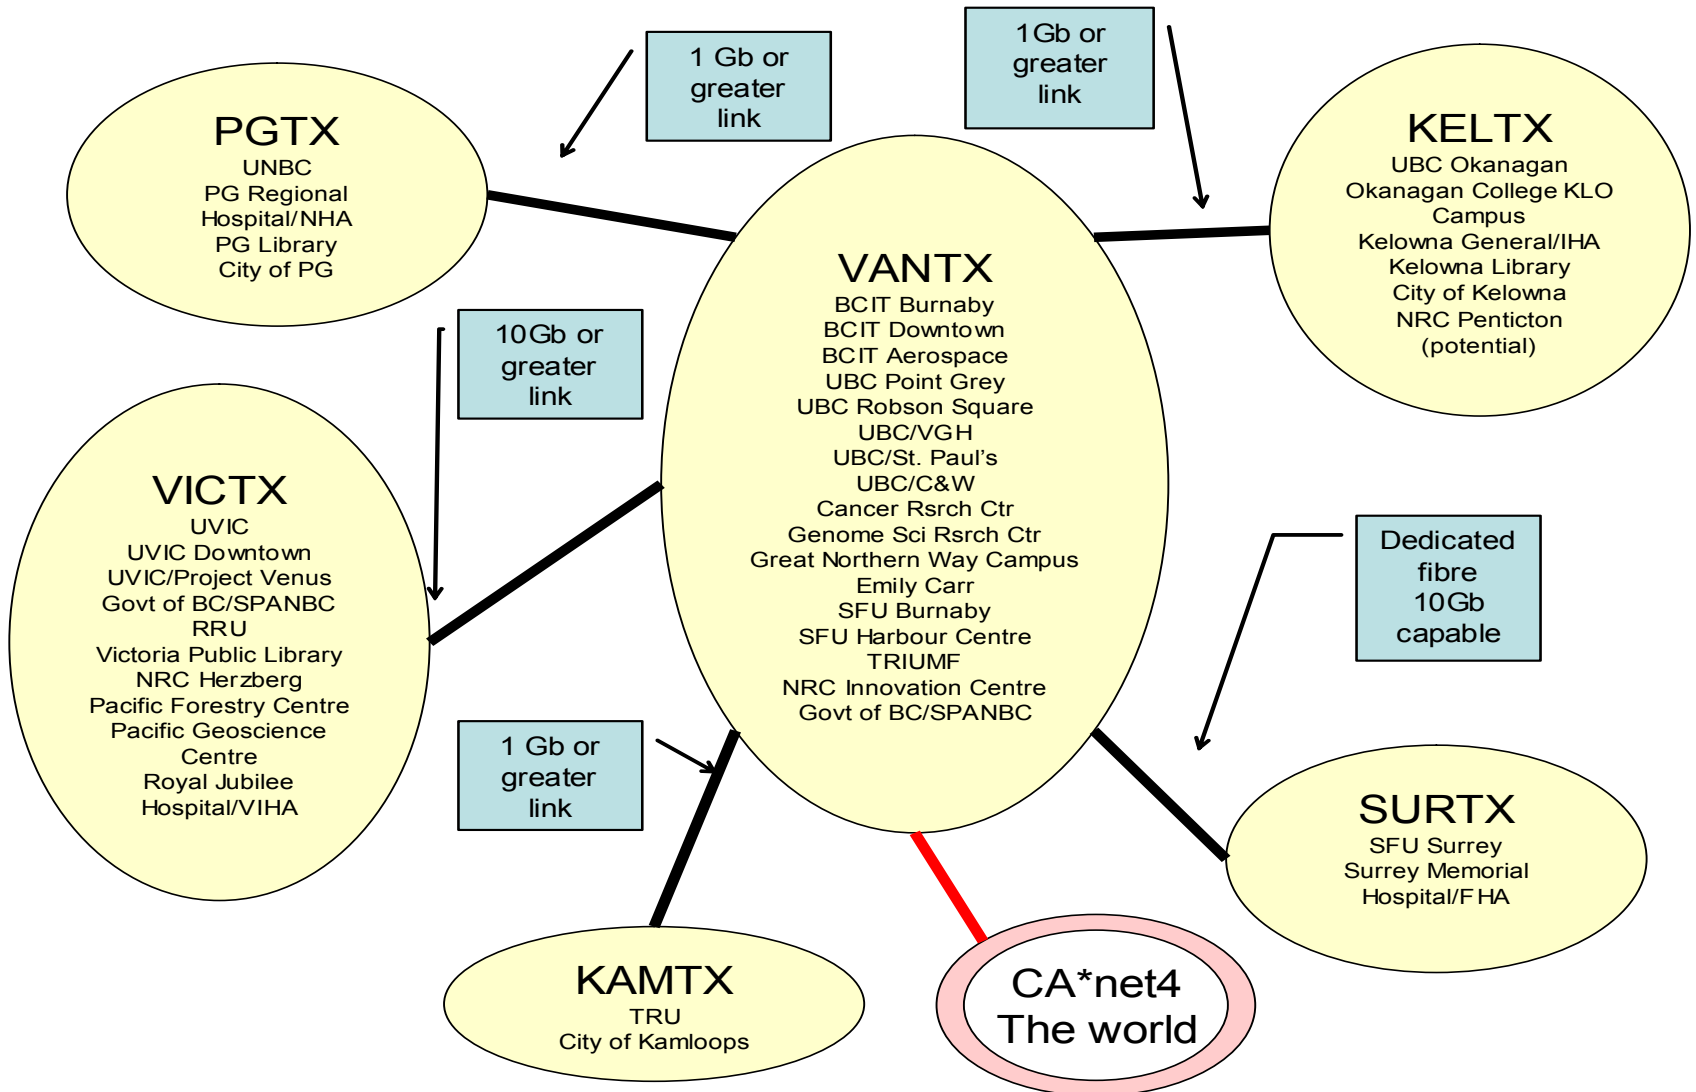 1 Gb or
greater
link
1Gb or
greater
link
PGTX
UNBC
PG Regional
Hospital/NHA
PG Library
City of PG
KELTX
UBC Okanagan
Okanagan College KLO
Campus
Kelowna General/IHA
Kelowna Library
City of Kelowna
NRC Penticton
(potential)
VANTX
BCIT Burnaby
BCIT Downtown
BCIT Aerospace
UBC Point Grey
UBC Robson Square
UBC/VGH
UBC/St. Paul's
UBC/C&W
Cancer Rsrch Ctr
Genome Sci Rsrch Ctr
Great Northern Way Campus
Emily Carr
SFU Burnaby
SFU Harbour Centre
TRIUMF
NRC Innovation Centre
Govt of BC/SPANBC
10Gb or
greater
link
VICTX
UVIC
UVIC Downtown
UVIC/Project Venus
Govt of BC/SPANBC
RRU
Victoria Public Library
NRC Herzberg
Pacific Forestry Centre
Pacific Geoscience
Centre
Royal Jubilee
Hospital/VIHA
Dedicated
fibre
10Gb
capable
1 Gb or
greater
link
SURTX
SFU Surrey
Surrey Memorial
Hospital/FHA
KAMTX
TRU
City of Kamloops
CA*net4
The world